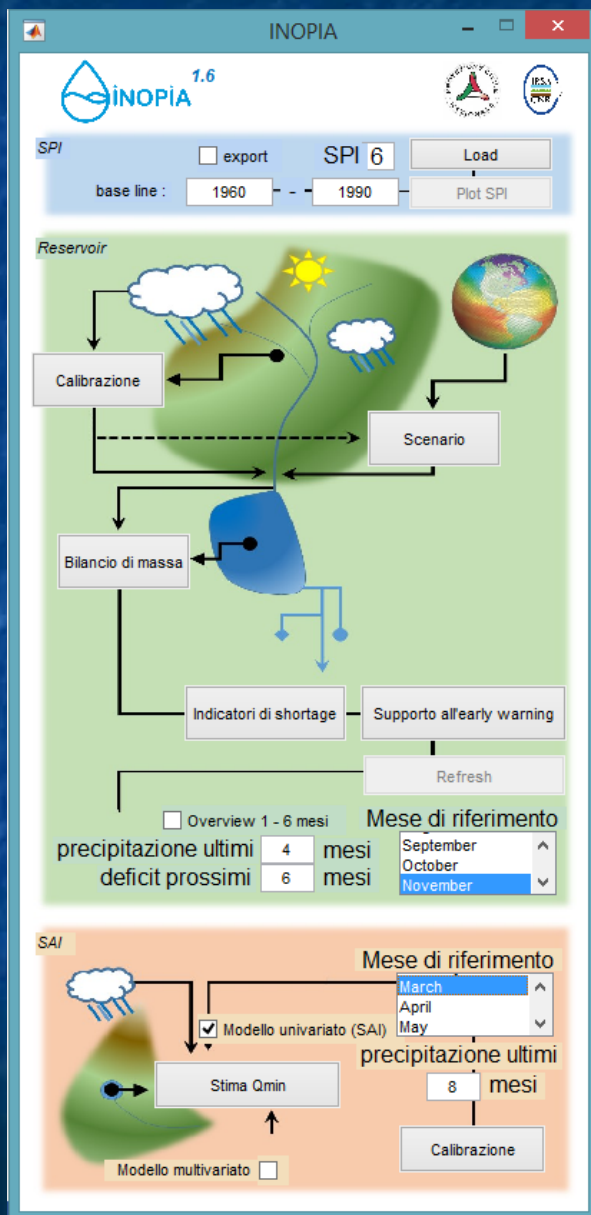 INOPIA
iNOPiA 1.6
SPI
export
SPI 6
Load
base line :
1960
-
1990
Plot SPI
Reservoir
Calibrazione
Scenario
Bilancio di massa
Indicatori di shortage
Supporto all'early warning
Refresh
Overview 1 - 6 mesi
Mese di riferimento
September
October
November
precipitazione ultimi 4 mesi
deficit prossimi 6 mesi
SAI
Mese di riferimento
March
April
May
Modello univariato (SAI)
precipitazione ultimi
8 mesi
Stima Qmin
Calibrazione
Modello multivariato